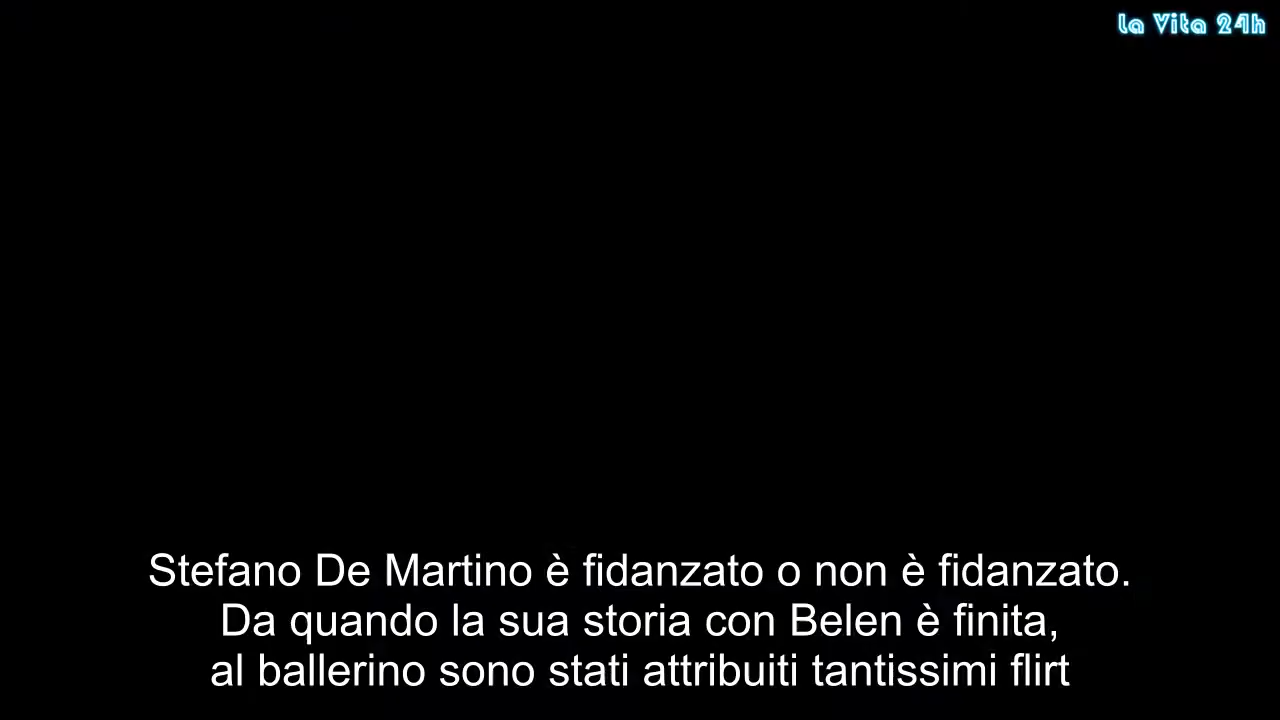 la Vita 24h
Stefano De Martino è fidanzato o non è fidanzato.
Da quando la sua storia con Belen è finita,
al ballerino sono stati attribuiti tantissimi flirt